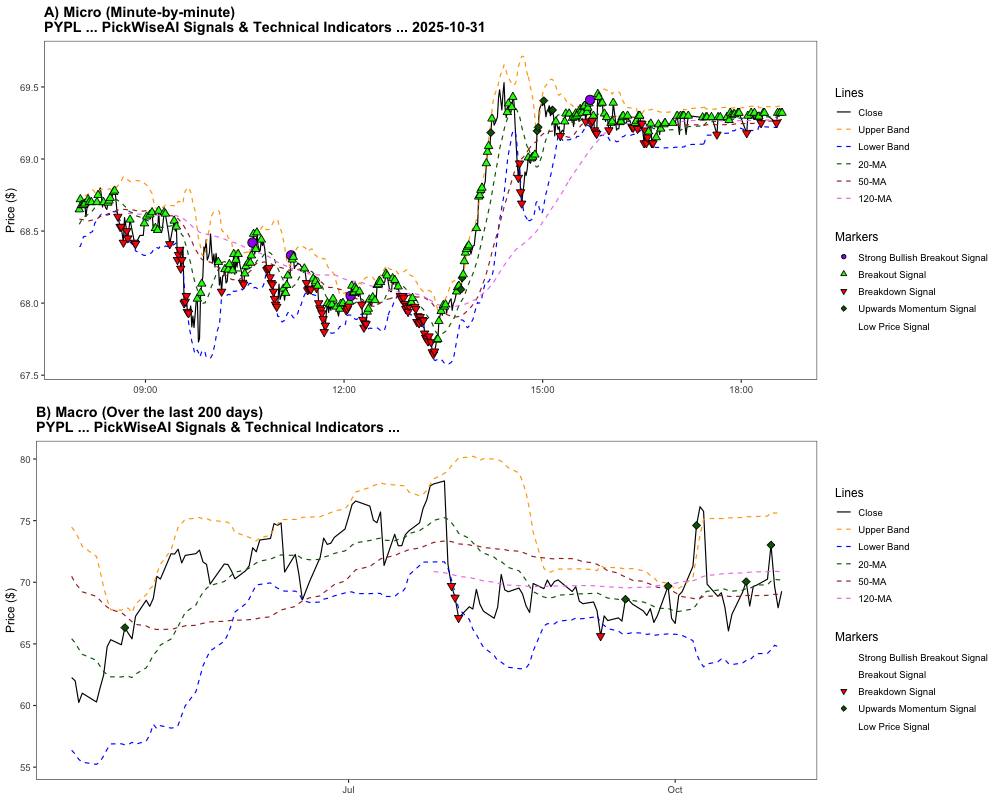 A) Micro (Minute-by-minute)
PYPL ... PickWiseAI Signals & Technical Indicators ... 2025-10-31
Price ($)
69.5
69.0
68.5
68.0
67.5
09:00
12:00
15:00
18:00
Lines
Close
Upper Band
Lower Band
20-MA
50-MA
120-MA
Markers
Strong Bullish Breakout Signal
Breakout Signal
Breakdown Signal
Upwards Momentum Signal
Low Price Signal
B) Macro (Over the last 200 days)
PYPL ... PickWiseAI Signals & Technical Indicators ...
Price ($)
80
75
70
65
60
55
Jul
Oct
Lines
Close
Upper Band
Lower Band
20-MA
50-MA
120-MA
Markers
Strong Bullish Breakout Signal
Breakout Signal
Breakdown Signal
Upwards Momentum Signal
Low Price Signal